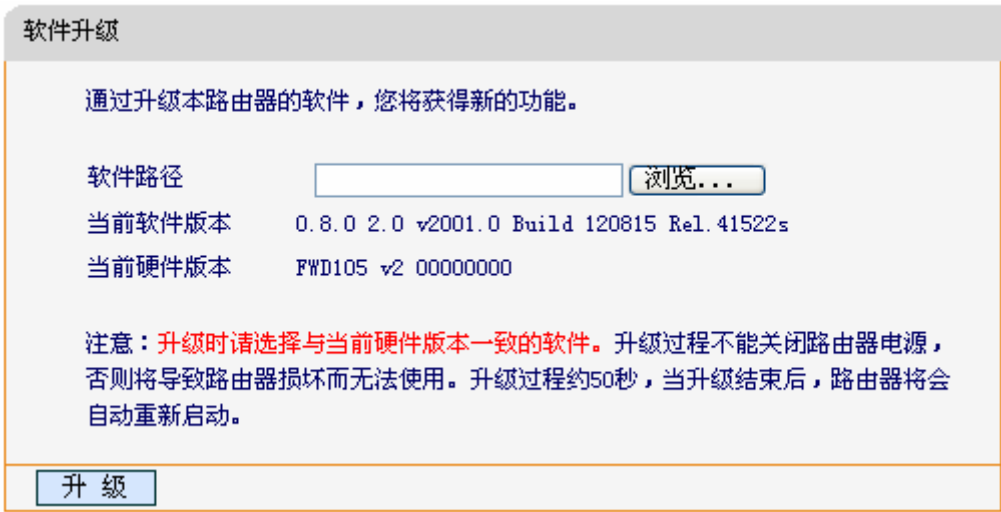 软件升级
通过升级本路由器的软件，您将获得新的功能。
软件路径 浏览...
当前软件版本 0.8.0 2.0 v2001.0 Build 120815 Rel.41522s
当前硬件版本 FWD105 v2 00000000
注意：升级时请选择与当前硬件版本一致的软件。升级过程不能关闭路由器电源，
否则将导致路由器损坏而无法使用。升级过程约50秒，当升级结束后，路由器将会
自动重新启动。
升 级